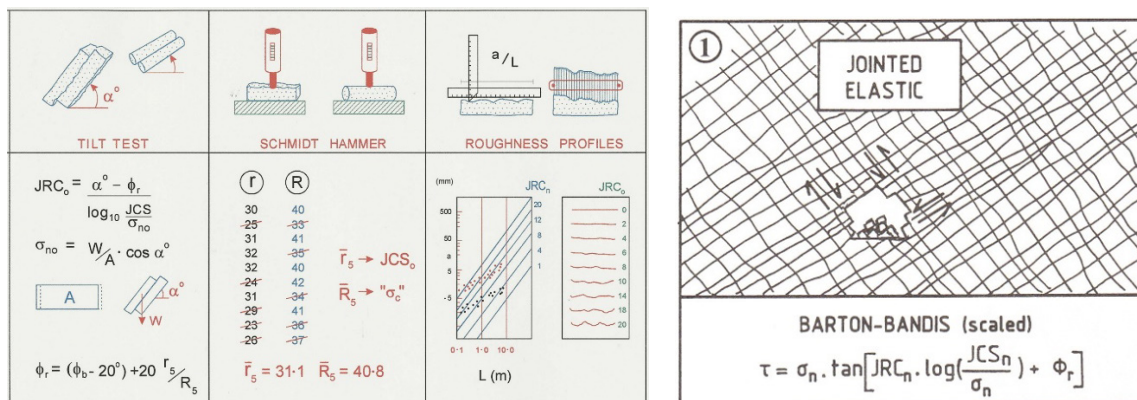 α°
TILT TEST
SCHMIDT HAMMER
a/L
ROUGHNESS PROFILES
JRC₀ = α° − ϕᵣ / log₁₀ JCS/σₙ₀
σₙ₀ = W/A · cos α°
A
α°
W
ϕᵣ = (ϕb − 20°) + 20 r₅/R₅
r R
30 40
25 33
31 41
32 35
32 40
24 42
31 34
29 41
23 36
26 37
r̄₅ → JCS₀
R̄₅ → "σc"
r̄₅ = 31·1 R̄₅ = 40·8
(mm)
500
50
a
5
·5
JRCₙ
20
12
8
4
1
0·1 1·0 10·0
L (m)
JRC₀
0
2
4
6
8
10
14
18
20
1
JOINTED
ELASTIC
BARTON-BANDIS (scaled)
τ = σₙ . tan[JRCₙ . log(JCSₙ/σₙ) + Φᵣ]